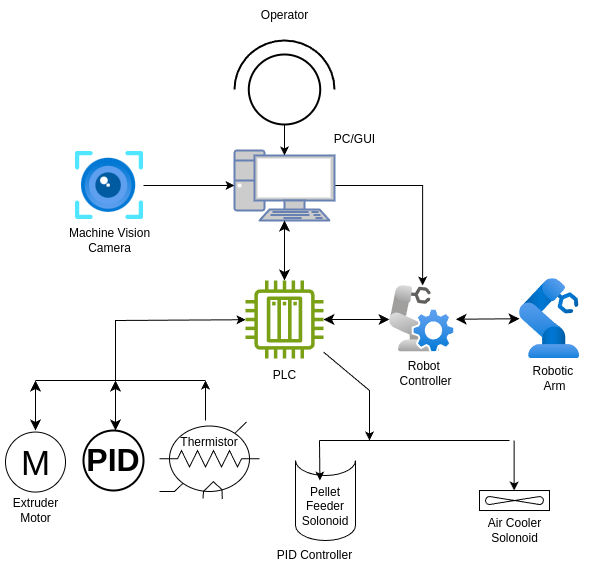 Operator
PC/GUI
Machine Vision
Camera
PLC
Robot
Controller
Robotic
Arm
Thermistor
M
PID
Extruder
Motor
Pellet
Feeder
Solonoid
PID Controller
Air Cooler
Solonoid